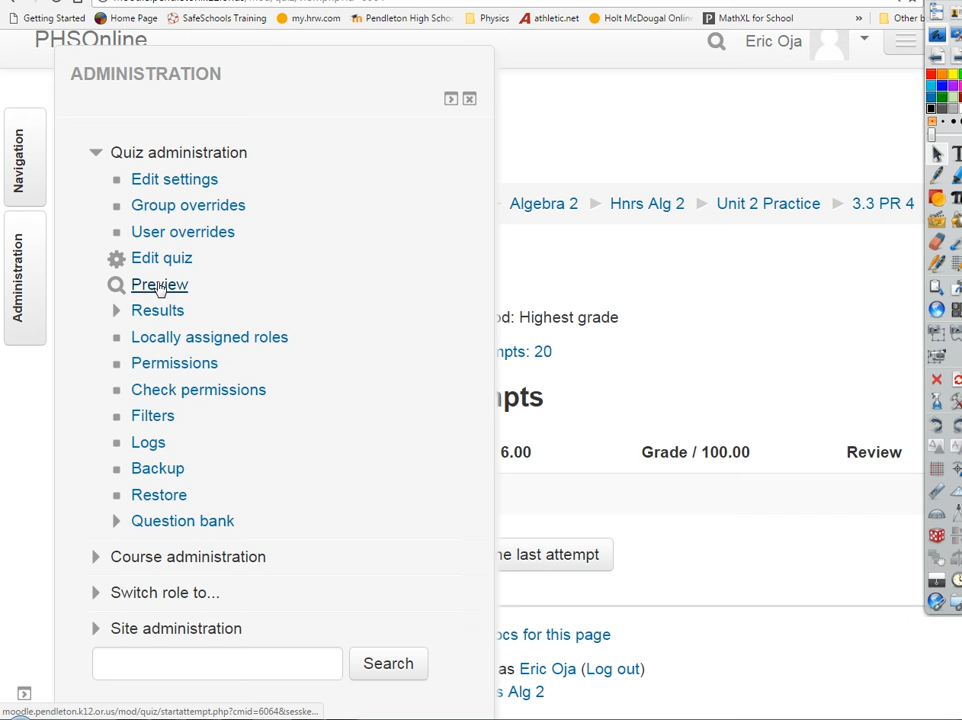 Getting Started Home Page SafeSchools Training my.hrw.com Pendleton High Scho Physics athletic.net Holt McDougal Onlin MathXL for School » Other b
PHSOnline
Eric Oja
ADMINISTRATION
Navigation
Administration
Quiz administration
Edit settings
Group overrides
User overrides
Edit quiz
Preview
Results
Locally assigned roles
Permissions
Check permissions
Filters
Logs
Backup
Restore
Question bank
Course administration
Switch role to...
Site administration
Search
Algebra 2 Hnrs Alg 2 Unit 2 Practice 3.3 PR 4
od: Highest grade
mpts: 20
pts
6.00 Grade / 100.00 Review
he last attempt
ocs for this page
as Eric Oja (Log out)
s Alg 2
moodle.pendleton.k12.or.us/mod/quiz/startattempt.php?cmid=6064&sesske...